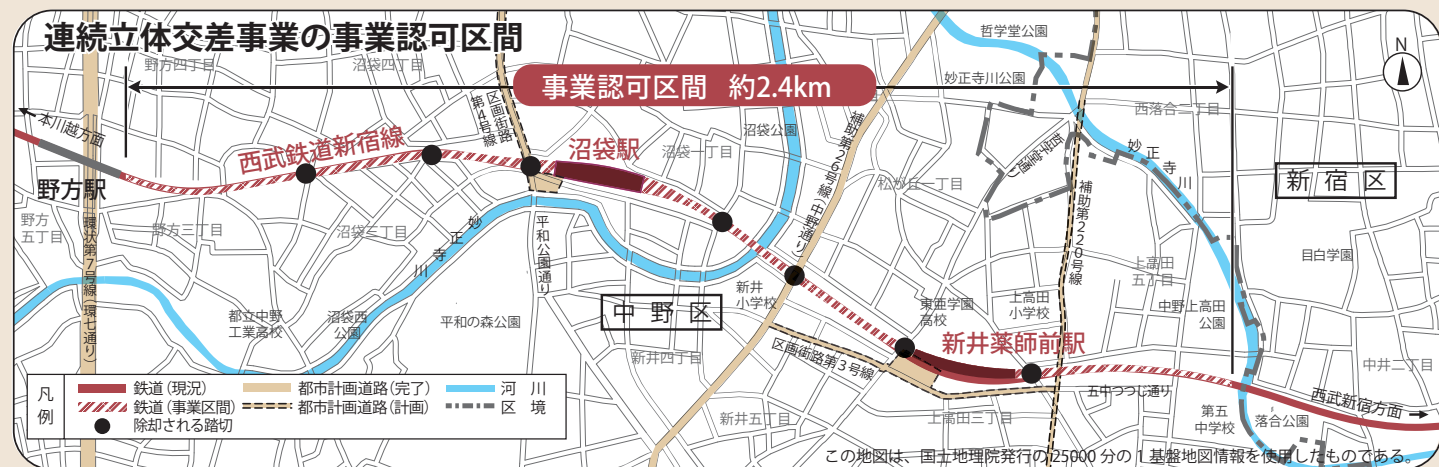 連続立体交差事業の事業認可区間
野方四丁目
沼袋四丁目
区画街路
第4号線
事業認可区間 約2.4km
哲学堂公園
妙正寺川公園
西落合二丁目
N
本川越方面
西武鉄道新宿線
沼袋駅
沼袋一丁目
沼袋公園
補助第26号線(中野通り)
松が丘一丁目
(哲学堂通り)
妙正寺川
新宿区
野方駅
野方
五丁目
環状第7号線(環七通り)
野方三丁目
沼袋三丁目
妙正寺川
平和公園通り
補助第220号線
目白学園
上高田
五丁目
中野上高田
公園
新井
小学校
中野区
東亜学園
高校
上高田
小学校
都立中野
工業高校
沼袋西
公園
平和の森公園
新井四丁目
区画街路第3号線
新井薬師前駅
中井二丁目
五中つつじ通り
西武新宿方面
新井五丁目
上高田三丁目
第五
中学校
落合公園
凡例
鉄道(現況)
都市計画道路(完了)
河川
鉄道(事業区間)
都市計画道路(計画)
区境
除却される踏切
この地図は、国土地理院発行の25000分の1基盤地図情報を使用したものである。